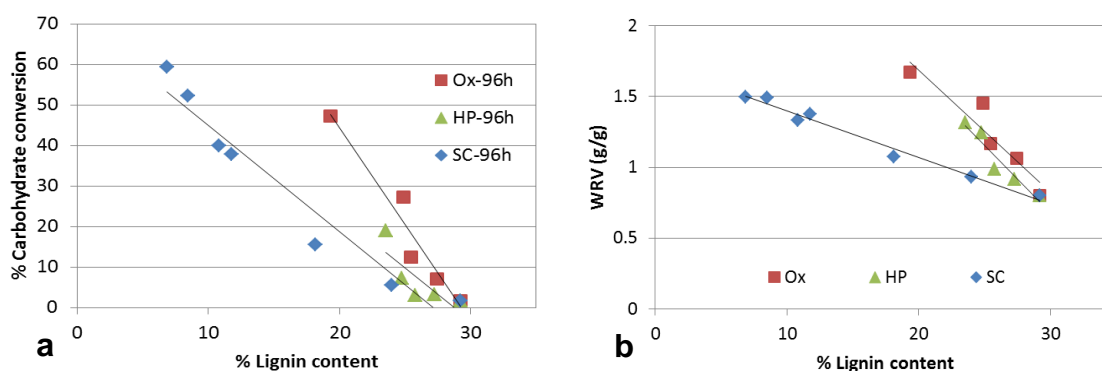 % Carbohydrate conversion
70
60
50
40
30
20
10
0
0 10 20 30
% Lignin content
Ox-96h
HP-96h
SC-96h
a
WRV (g/g)
2
1.5
1
0.5
0
0 10 20 30
% Lignin content
Ox HP SC
b